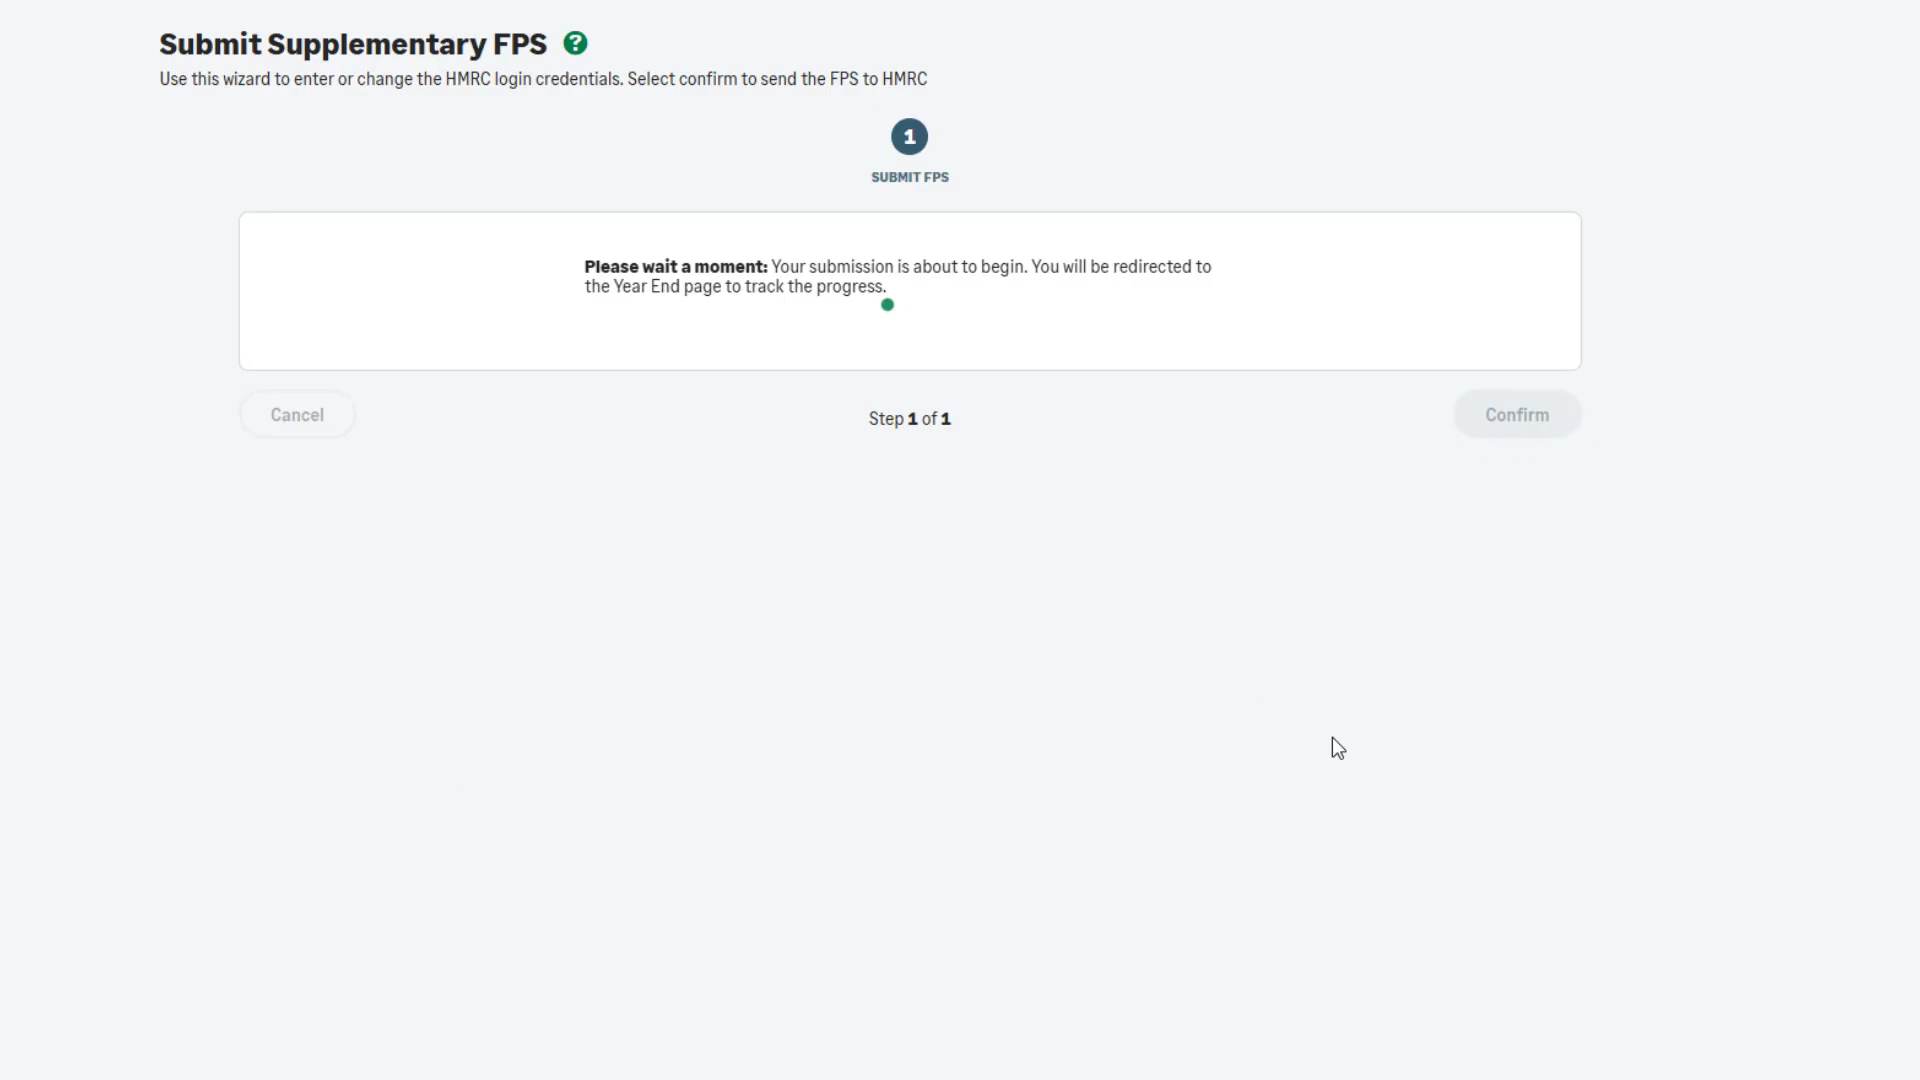 Submit Supplementary FPS ?
Use this wizard to enter or change the HMRC login credentials. Select confirm to send the FPS to HMRC
1
SUBMIT FPS
Please wait a moment: Your submission is about to begin. You will be redirected to
the Year End page to track the progress.
Cancel
Step 1 of 1
Confirm